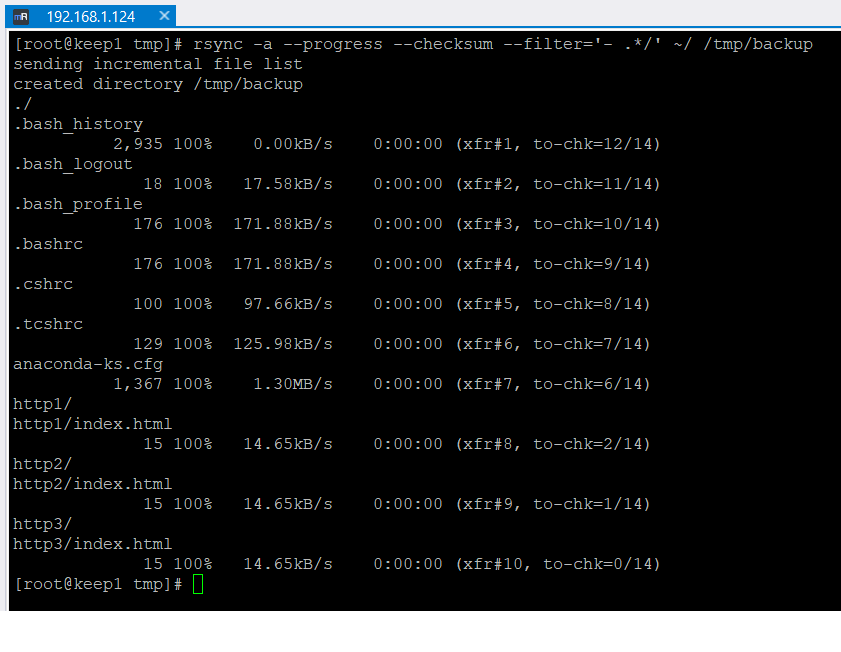 mR 192.168.1.124 ✕
[root@keep1 tmp]# rsync -a --progress --checksum --filter='- .*/' ~/ /tmp/backup
sending incremental file list
created directory /tmp/backup
./
.bash_history
2,935 100% 0.00kB/s 0:00:00 (xfr#1, to-chk=12/14)
.bash_logout
18 100% 17.58kB/s 0:00:00 (xfr#2, to-chk=11/14)
.bash_profile
176 100% 171.88kB/s 0:00:00 (xfr#3, to-chk=10/14)
.bashrc
176 100% 171.88kB/s 0:00:00 (xfr#4, to-chk=9/14)
.cshrc
100 100% 97.66kB/s 0:00:00 (xfr#5, to-chk=8/14)
.tcshrc
129 100% 125.98kB/s 0:00:00 (xfr#6, to-chk=7/14)
anaconda-ks.cfg
1,367 100% 1.30MB/s 0:00:00 (xfr#7, to-chk=6/14)
http1/
http1/index.html
15 100% 14.65kB/s 0:00:00 (xfr#8, to-chk=2/14)
http2/
http2/index.html
15 100% 14.65kB/s 0:00:00 (xfr#9, to-chk=1/14)
http3/
http3/index.html
15 100% 14.65kB/s 0:00:00 (xfr#10, to-chk=0/14)
[root@keep1 tmp]#